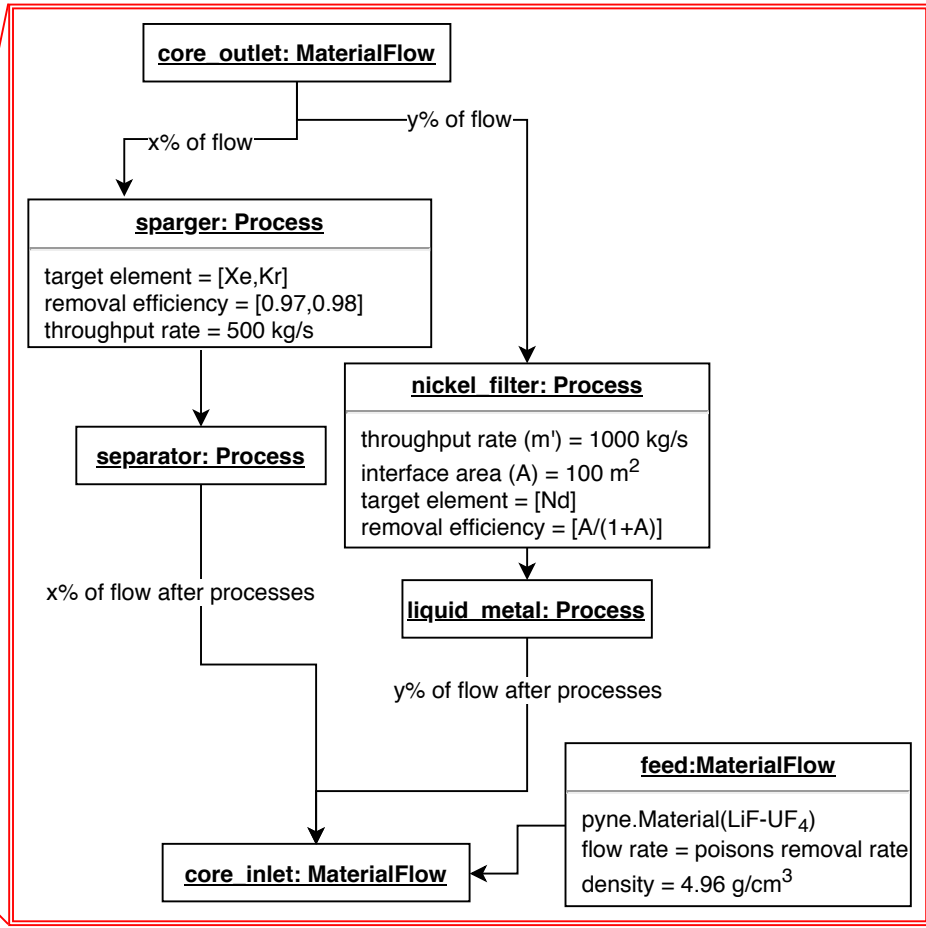 core_outlet: MaterialFlow
y% of flow
x% of flow
sparger: Process
target element = [Xe,Kr]
removal efficiency = [0.97,0.98]
throughput rate = 500 kg/s
nickel_filter: Process
throughput rate (m') = 1000 kg/s
interface area (A) = 100 m²
target element = [Nd]
removal efficiency = [A/(1+A)]
separator: Process
x% of flow after processes
liquid_metal: Process
y% of flow after processes
feed:MaterialFlow
pyne.Material(LiF-UF₄)
flow rate = poisons removal rate
density = 4.96 g/cm³
core_inlet: MaterialFlow